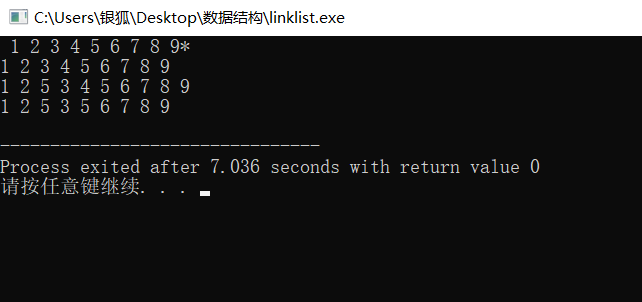 C:\Users\银狐\Desktop\数据结构\linklist.exe
1 2 3 4 5 6 7 8 9*
1 2 3 4 5 6 7 8 9
1 2 5 3 4 5 6 7 8 9
1 2 5 3 5 6 7 8 9
--------------------------------
Process exited after 7.036 seconds with return value 0
请按任意键继续. . .